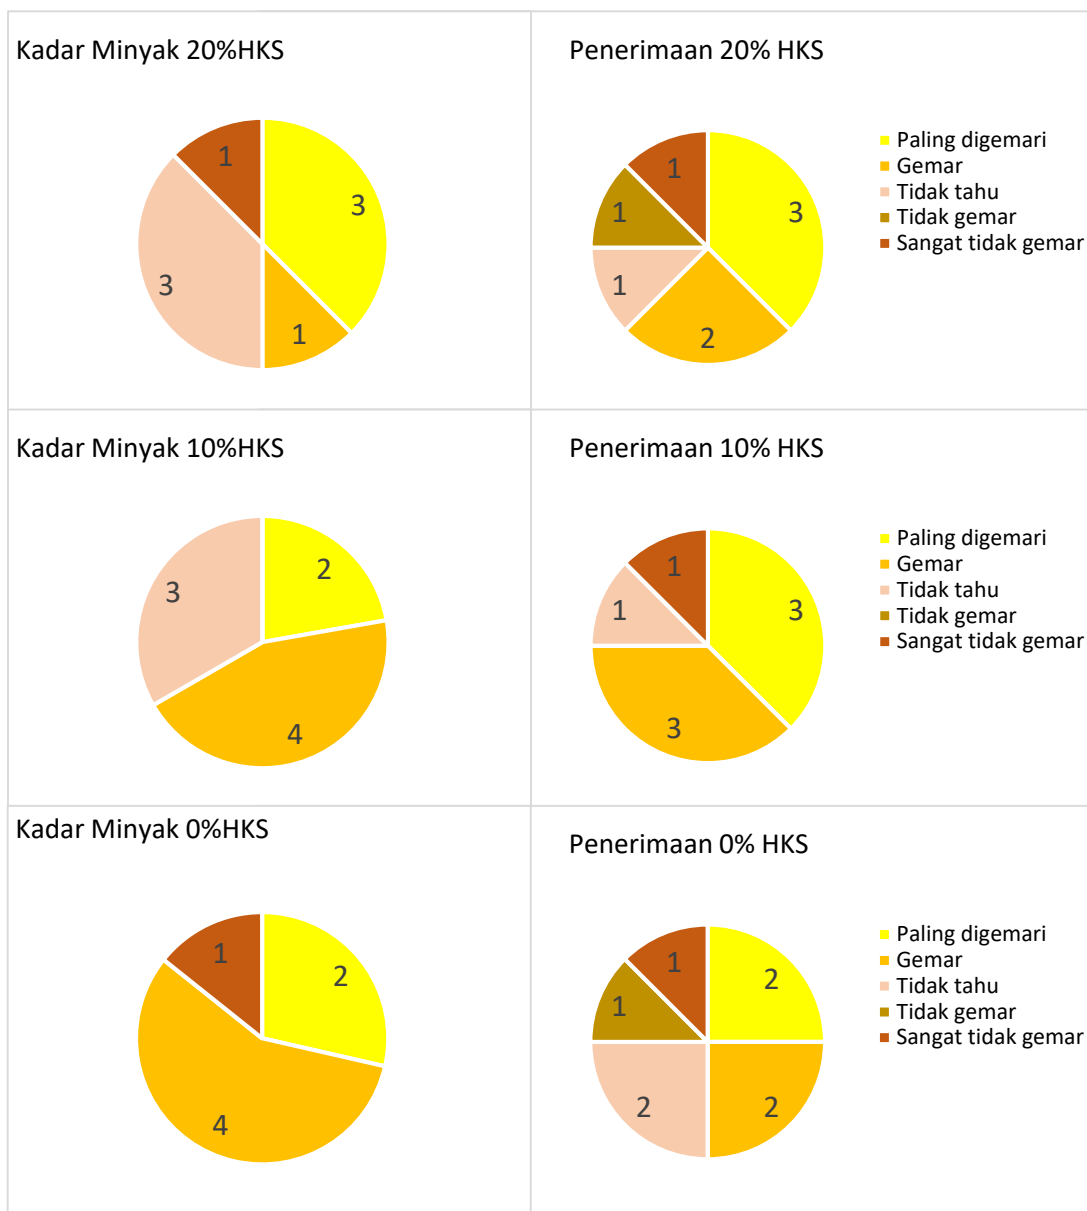 Kadar Minyak 20%HKS
1
3
3
1
Penerimaan 20% HKS
1
1
3
1
2
Paling digemari
Gemar
Tidak tahu
Tidak gemar
Sangat tidak gemar
Kadar Minyak 10%HKS
2
3
4
Penerimaan 10% HKS
1
1
3
3
Paling digemari
Gemar
Tidak tahu
Tidak gemar
Sangat tidak gemar
Kadar Minyak 0%HKS
1
2
4
Penerimaan 0% HKS
1
2
1
2
2
Paling digemari
Gemar
Tidak tahu
Tidak gemar
Sangat tidak gemar